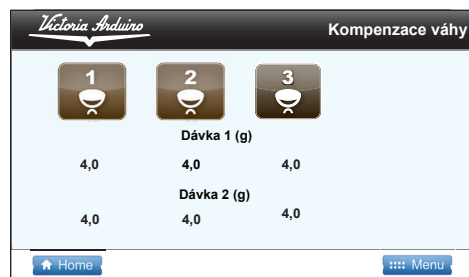 Victoria Arduino
Kompenzace váhy
1 2 3
Dávka 1 (g)
4,0 4,0 4,0
Dávka 2 (g)
4,0 4,0 4,0
Home Menu